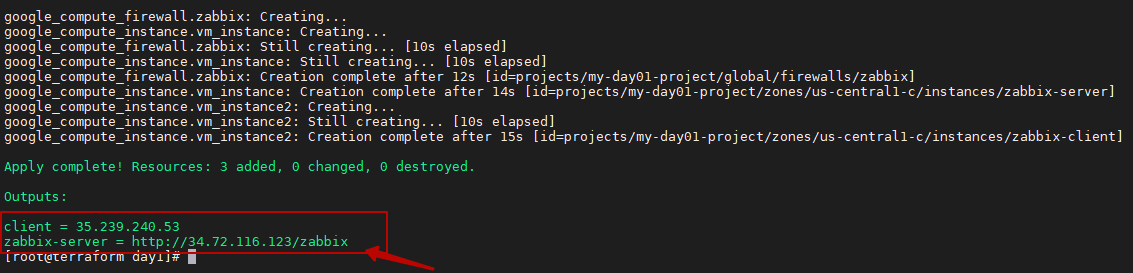 google_compute_firewall.zabbix: Creating...
google_compute_instance.vm_instance: Creating...
google_compute_firewall.zabbix: Still creating... [10s elapsed]
google_compute_instance.vm_instance: Still creating... [10s elapsed]
google_compute_firewall.zabbix: Creation complete after 12s [id=projects/my-day01-project/global/firewalls/zabbix]
google_compute_instance.vm_instance: Creation complete after 14s [id=projects/my-day01-project/zones/us-central1-c/instances/zabbix-server]
google_compute_instance.vm_instance2: Creating...
google_compute_instance.vm_instance2: Still creating... [10s elapsed]
google_compute_instance.vm_instance2: Creation complete after 15s [id=projects/my-day01-project/zones/us-central1-c/instances/zabbix-client]
Apply complete! Resources: 3 added, 0 changed, 0 destroyed.
Outputs:
client = 35.239.240.53
zabbix-server = http://34.72.116.123/zabbix
[root@terraform day1]#